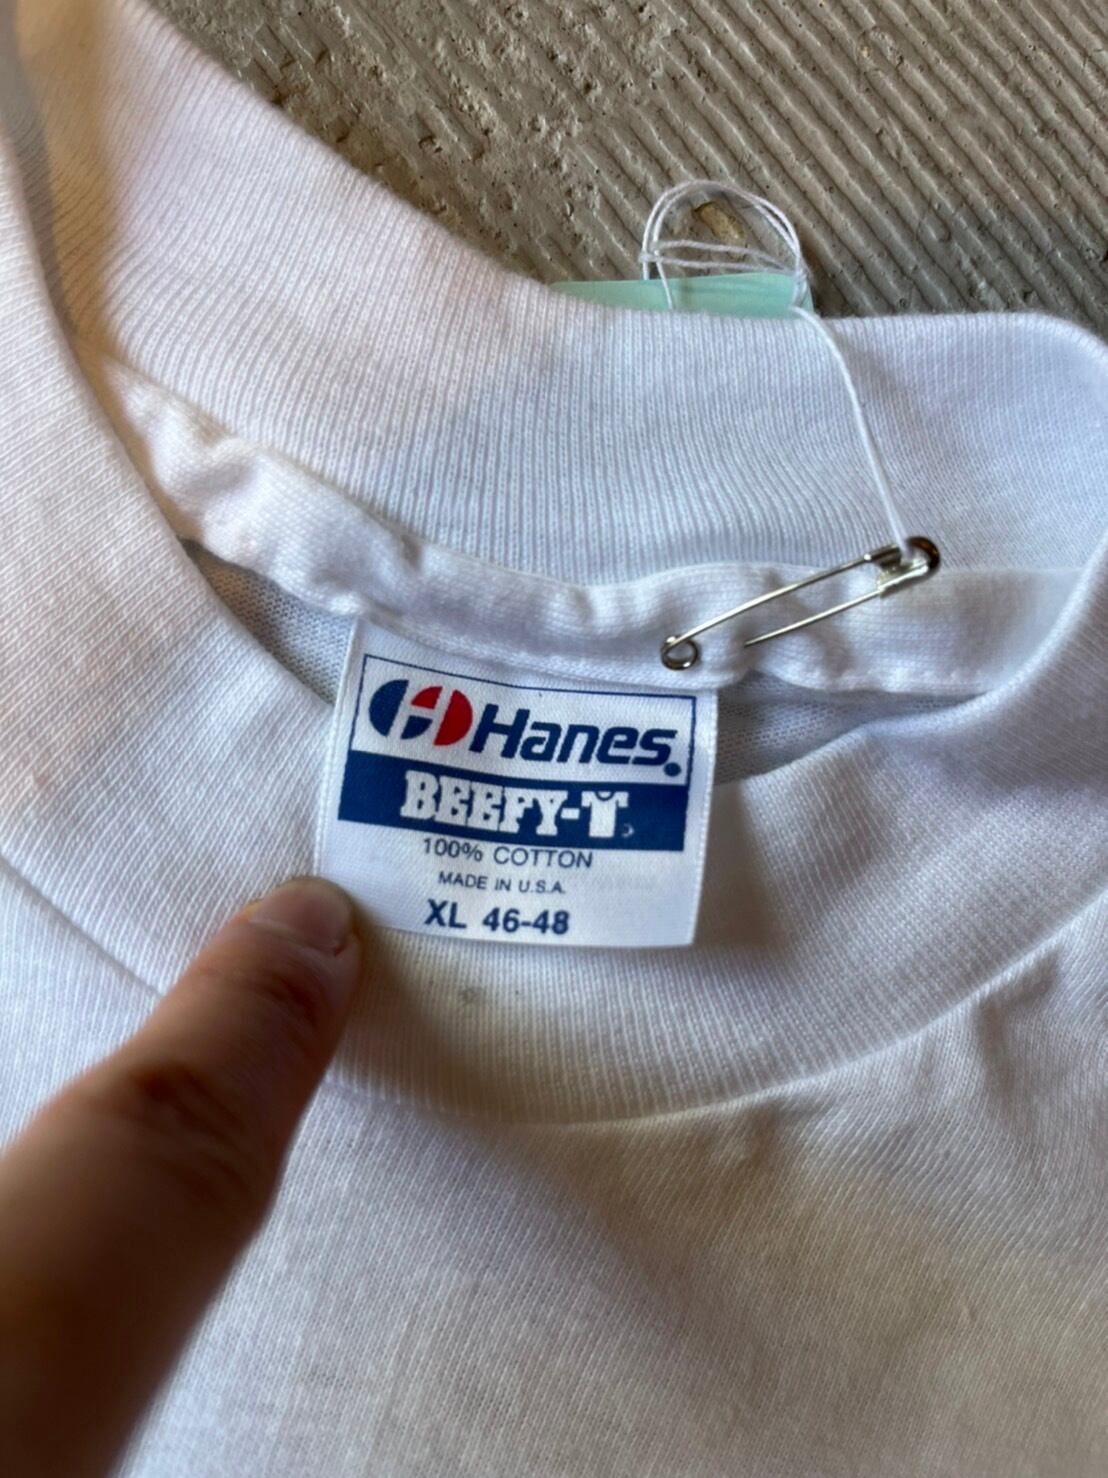 Hanes.
BEEFY-T
100% COTTON
MADE IN U.S.A.
XL 46-48